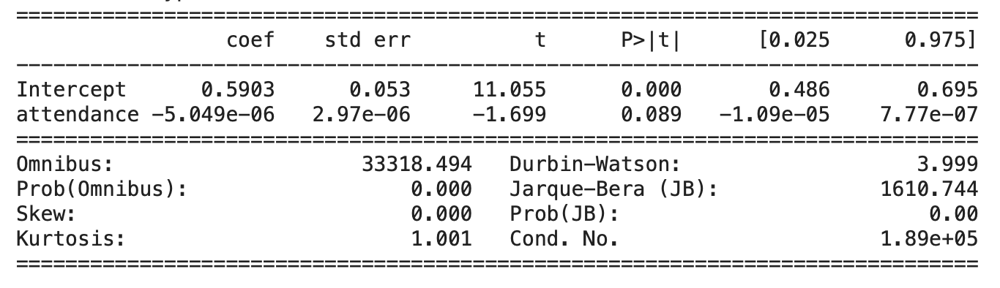 ==============================================================================
                 coef    std err          t      P>|t|      [0.025      0.975]
------------------------------------------------------------------------------
Intercept      0.5903      0.053     11.055      0.000       0.486       0.695
attendance -5.049e-06   2.97e-06     -1.699      0.089   -1.09e-05    7.77e-07
==============================================================================
Omnibus:                    33318.494   Durbin-Watson:                   3.999
Prob(Omnibus):                  0.000   Jarque-Bera (JB):             1610.744
Skew:                           0.000   Prob(JB):                         0.00
Kurtosis:                       1.001   Cond. No.                     1.89e+05
==============================================================================